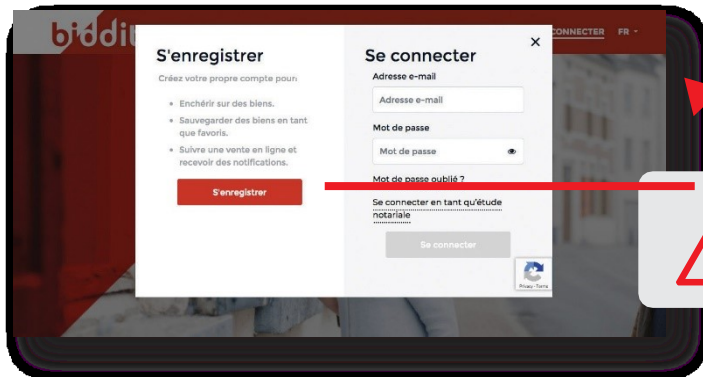 biddit
CONNECTER FR
S'enregistrer
Créez votre propre compte pour:
• Enchérir sur des biens.
• Sauvegarder des biens en tant
que favoris.
• Suivre une vente en ligne et
recevoir des notifications.
S'enregistrer
Se connecter
Adresse e-mail
Adresse e-mail
Mot de passe
Mot de passe
Mot de passe oublié ?
Se connecter en tant qu'étude
notariale
Se connecter
Privacy - Terms